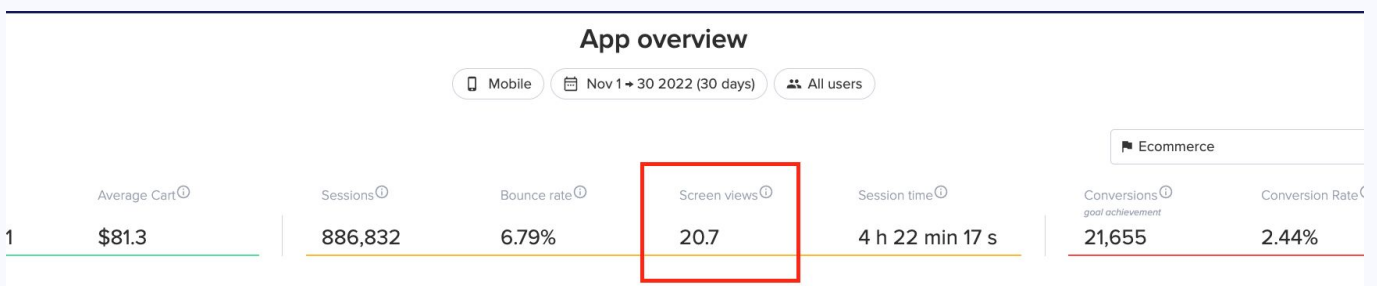 App overview
Mobile
Nov 1 → 30 2022 (30 days)
All users
Ecommerce
Average Cart
Sessions
Bounce rate
Screen views
Session time
Conversions
Conversion Rate
goal achievement
1
$81.3
886,832
6.79%
20.7
4 h 22 min 17 s
21,655
2.44%